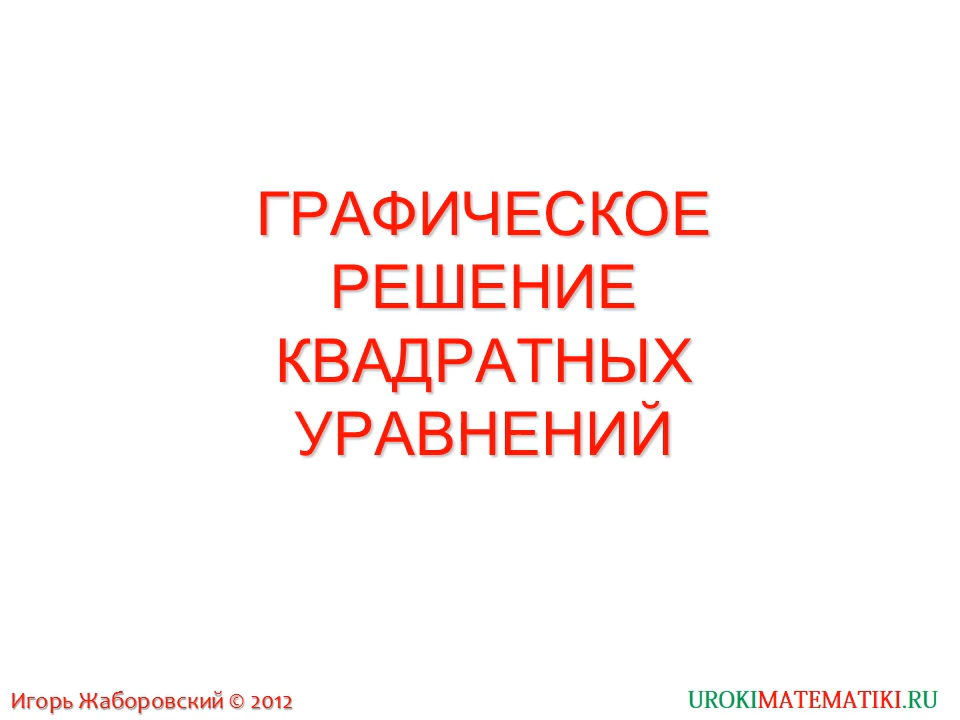 ГРАФИЧЕСКОЕ
РЕШЕНИЕ
КВАДРАТНЫХ
УРАВНЕНИЙ
Игорь Жаборовский © 2012
UROKIMATEMATIKI.RU